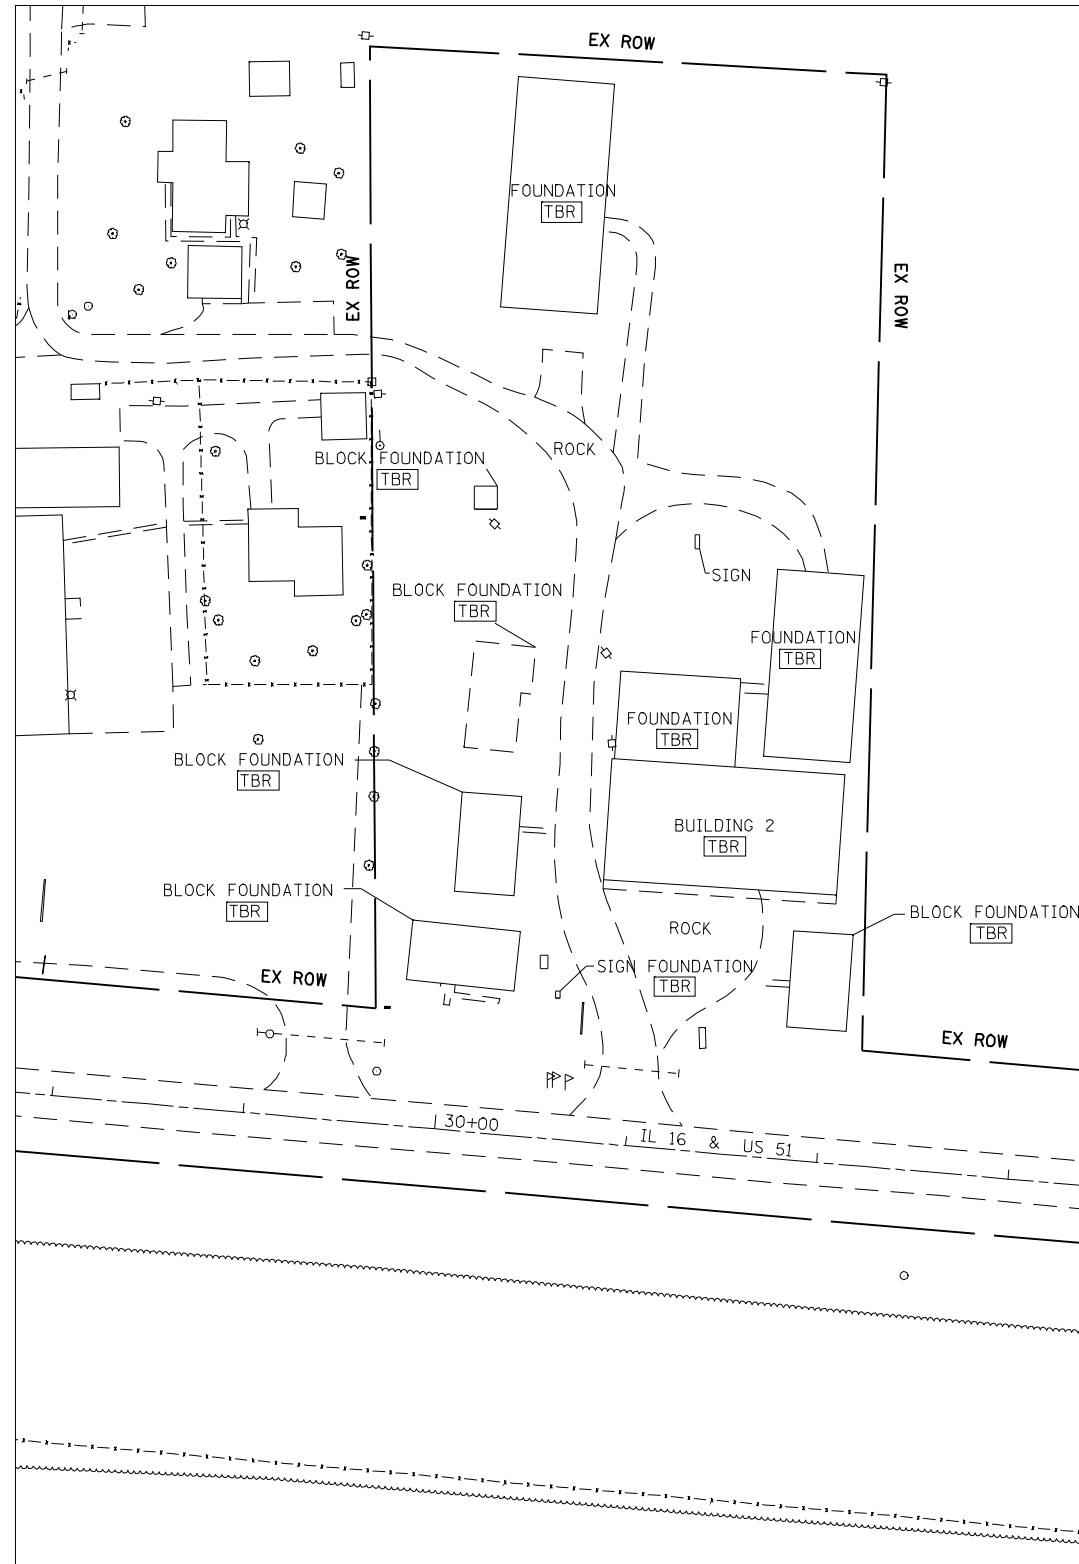 EX ROW
FOUNDATION
TBR
EX ROW
EX ROW
ROCK
BLOCK FOUNDATION
TBR
SIGN
BLOCK FOUNDATION
TBR
FOUNDATION
TBR
FOUNDATION
TBR
BLOCK FOUNDATION
TBR
BUILDING 2
TBR
BLOCK FOUNDATION
TBR
BLOCK FOUNDATION
TBR
ROCK
SIGN FOUNDATION
TBR
EX ROW
EX ROW
30+00
IL 16 & US 51